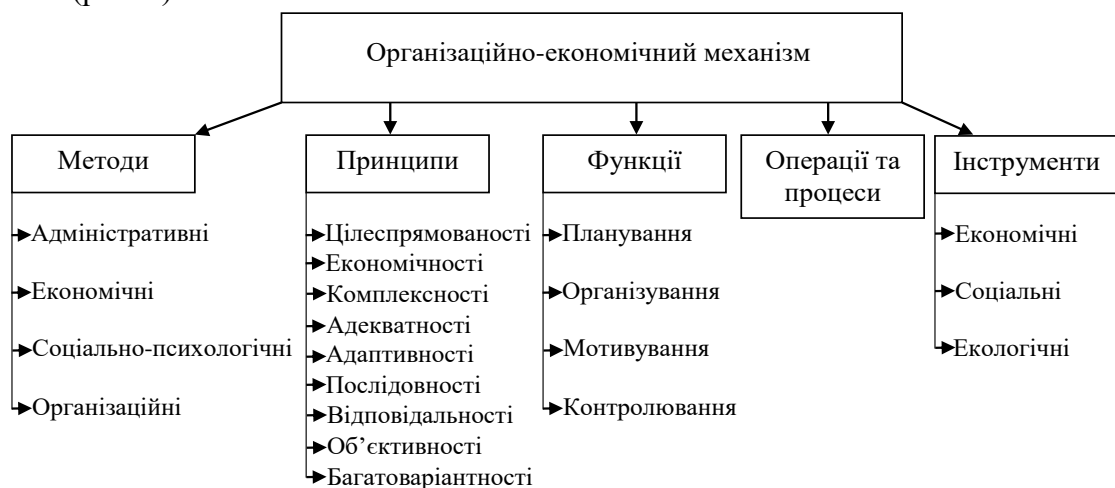 Організаційно-економічний механізм
Методи
Адміністративні
Економічні
Соціально-психологічні
Організаційні
Принципи
Цілеспрямованості
Економічності
Комплексності
Адекватності
Адаптивності
Послідовності
Відповідальності
Об’єктивності
Багатоваріантності
Функції
Планування
Організування
Мотивування
Контролювання
Операції та
процеси
Інструменти
Економічні
Соціальні
Екологічні